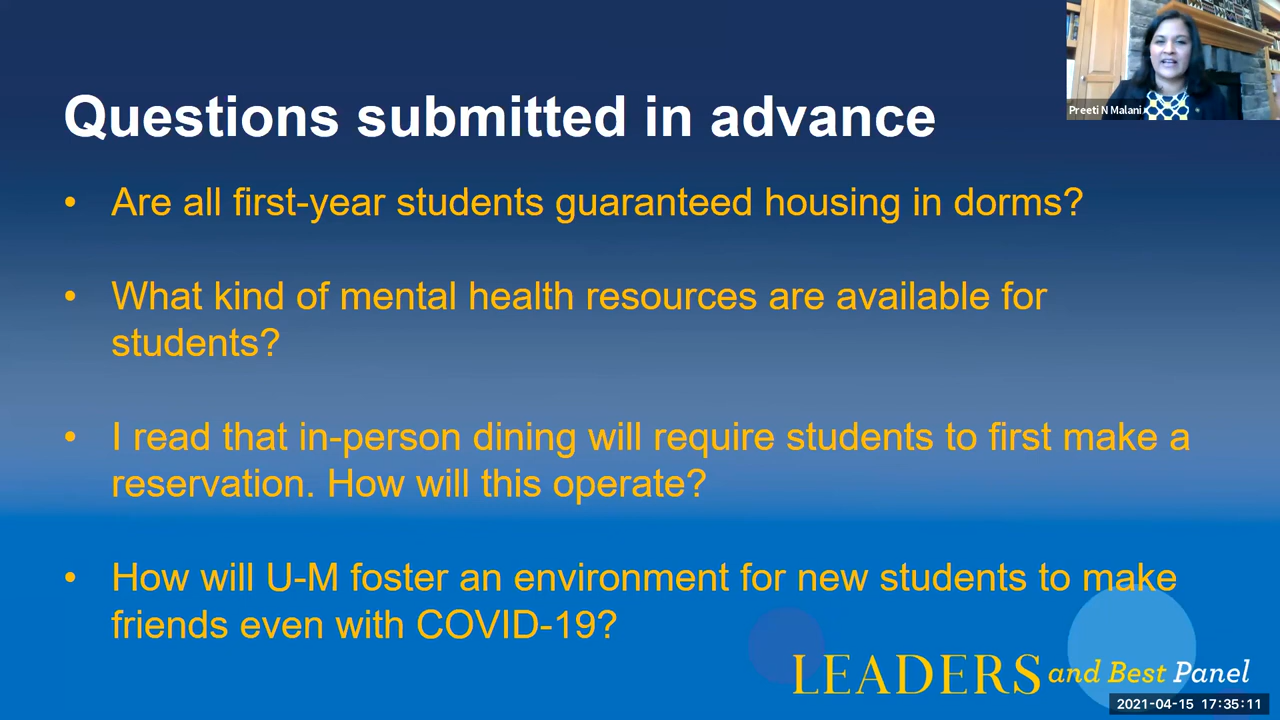 Preeti N Malani
Questions submitted in advance
• Are all first-year students guaranteed housing in dorms?
• What kind of mental health resources are available for
students?
• I read that in-person dining will require students to first make a
reservation. How will this operate?
• How will U-M foster an environment for new students to make
friends even with COVID-19?
LEADERS and Best Panel
2021-04-15 17:35:11